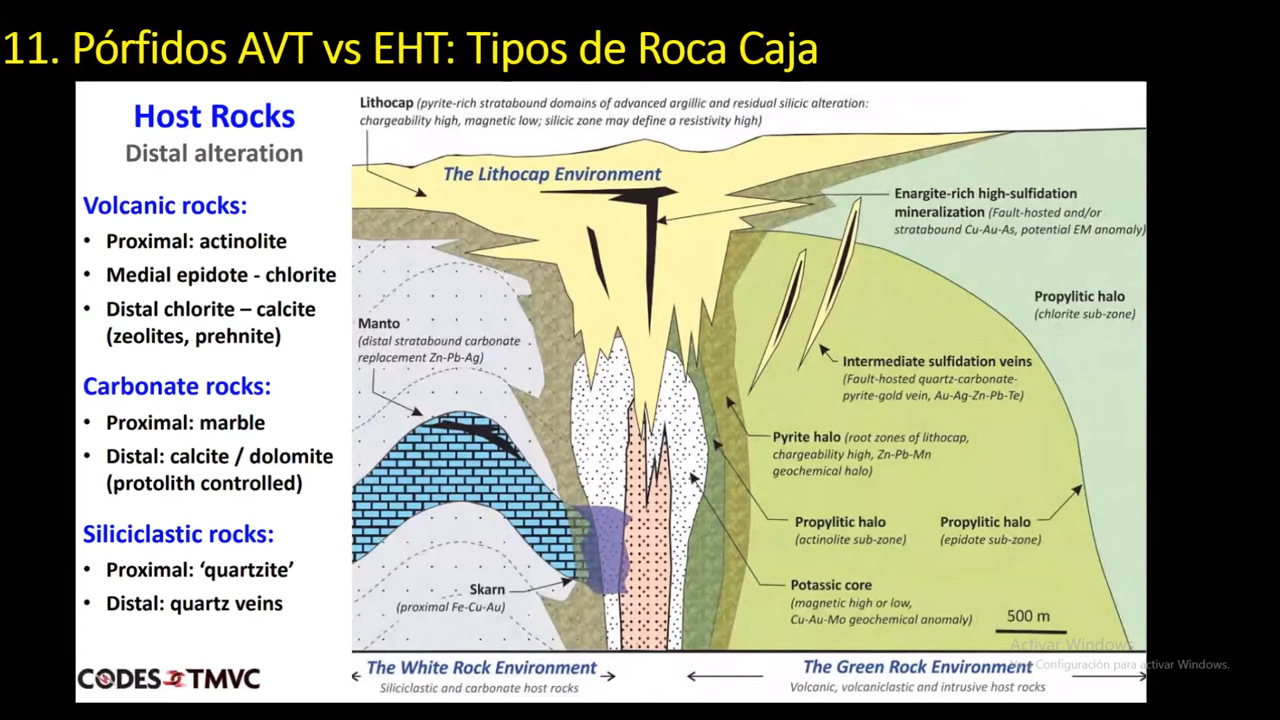 11. Pórfidos AVT vs EHT: Tipos de Roca Caja
Host Rocks
Distal alteration
Volcanic rocks:
• Proximal: actinolite
• Medial epidote - chlorite
• Distal chlorite – calcite
(zeolites, prehnite)
Carbonate rocks:
• Proximal: marble
• Distal: calcite / dolomite
(protolith controlled)
Siliciclastic rocks:
• Proximal: ‘quartzite’
• Distal: quartz veins
CODES TMVC
Lithocap (pyrite-rich stratabound domains of advanced argillic and residual silicic alteration:
chargeability high, magnetic low; silicic zone may define a resistivity high)
The Lithocap Environment
Enargite-rich high-sulfidation
mineralization (Fault-hosted and/or
stratabound Cu-Au-As, potential EM anomaly)
Propylitic halo
(chlorite sub-zone)
Manto
(distal stratabound carbonate
replacement Zn-Pb-Ag)
Intermediate sulfidation veins
(Fault-hosted quartz-carbonate-
pyrite-gold vein, Au-Ag-Zn-Pb-Te)
Pyrite halo (root zones of lithocap,
chargeability high, Zn-Pb-Mn
geochemical halo)
Propylitic halo
(actinolite sub-zone)
Propylitic halo
(epidote sub-zone)
Skarn
(proximal Fe-Cu-Au)
Potassic core
(magnetic high or low,
Cu-Au-Mo geochemical anomaly)
500 m
The White Rock Environment
Siliciclastic and carbonate host rocks
The Green Rock Environment
Volcanic, volcaniclastic and intrusive host rocks
Activar Windows
Configuración para activar Windows.